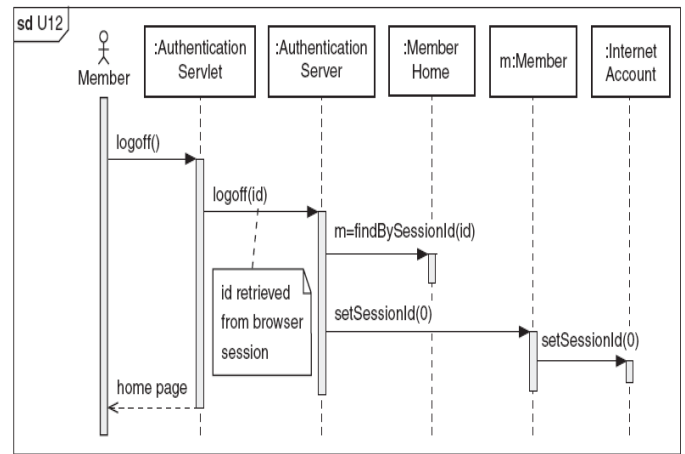 sd U12
Member
:Authentication
Servlet
:Authentication
Server
:Member
Home
m:Member
:Internet
Account
logoff()
logoff(id)
m=findBySessionId(id)
id retrieved
from browser
session
setSessionId(0)
setSessionId(0)
home page